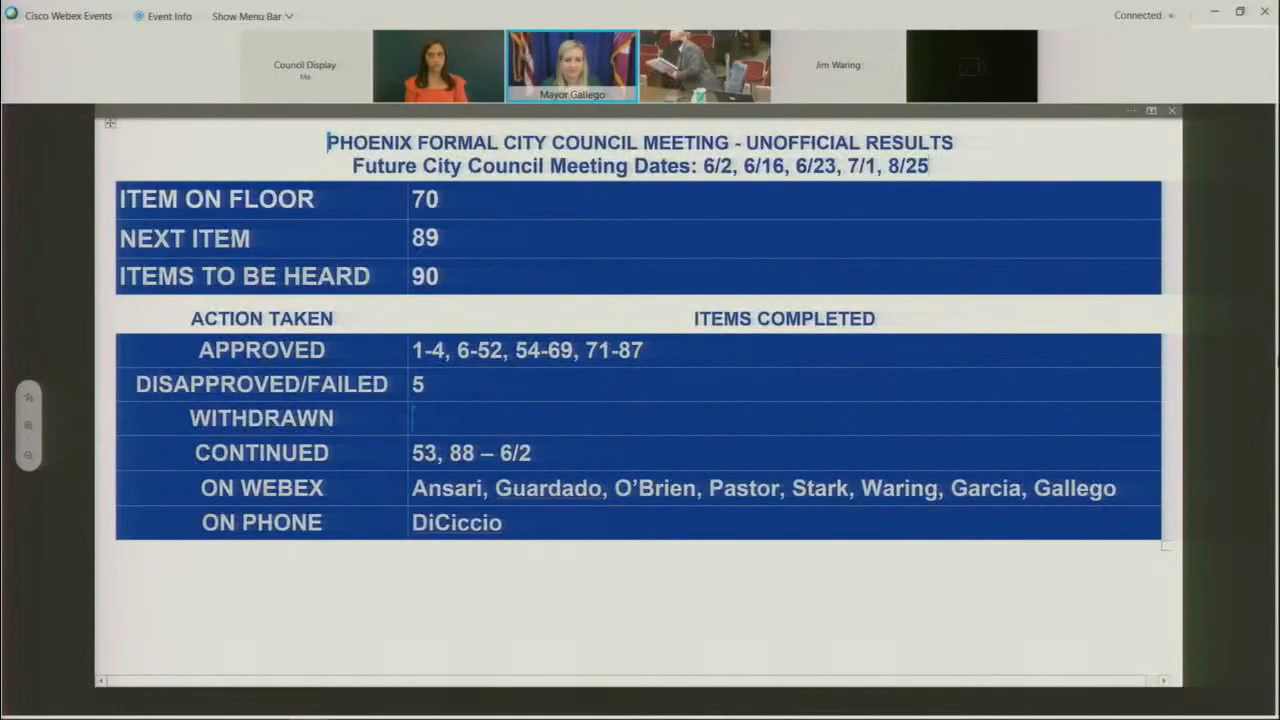 Cisco Webex Events
Event Info
Show Menu Bar
Connected
Council Display
Me
Mayor Gallego
Jim Waring
PHOENIX FORMAL CITY COUNCIL MEETING - UNOFFICIAL RESULTS
Future City Council Meeting Dates: 6/2, 6/16, 6/23, 7/1, 8/25
ITEM ON FLOOR 70
NEXT ITEM 89
ITEMS TO BE HEARD 90
ACTION TAKEN ITEMS COMPLETED
APPROVED 1-4, 6-52, 54-69, 71-87
DISAPPROVED/FAILED 5
WITHDRAWN
CONTINUED 53, 88 – 6/2
ON WEBEX Ansari, Guardado, O'Brien, Pastor, Stark, Waring, Garcia, Gallego
ON PHONE DiCiccio